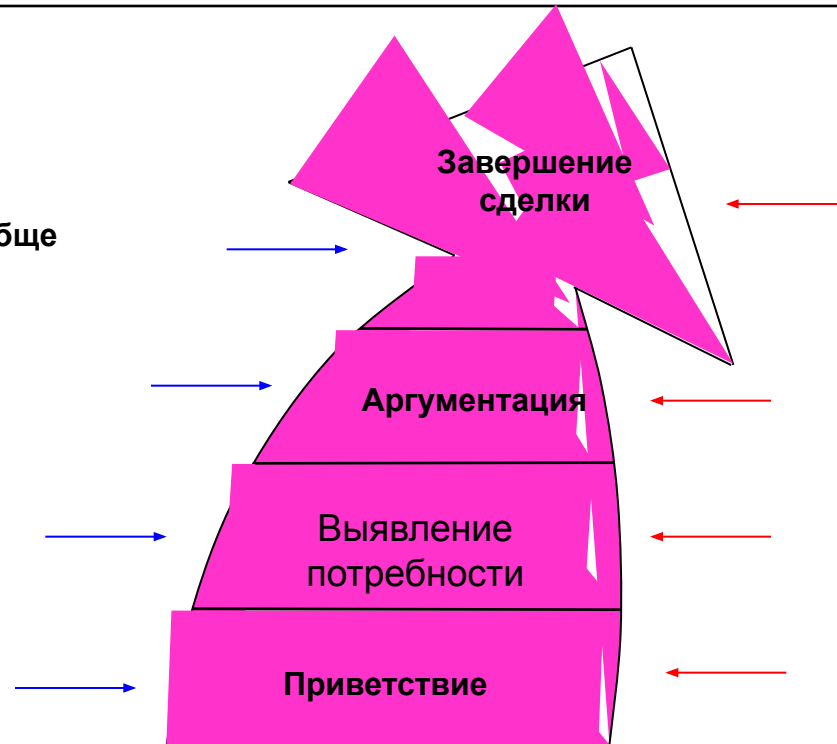 Завершение
сделки
бще
Аргументация
Выявление
потребности
Приветствие